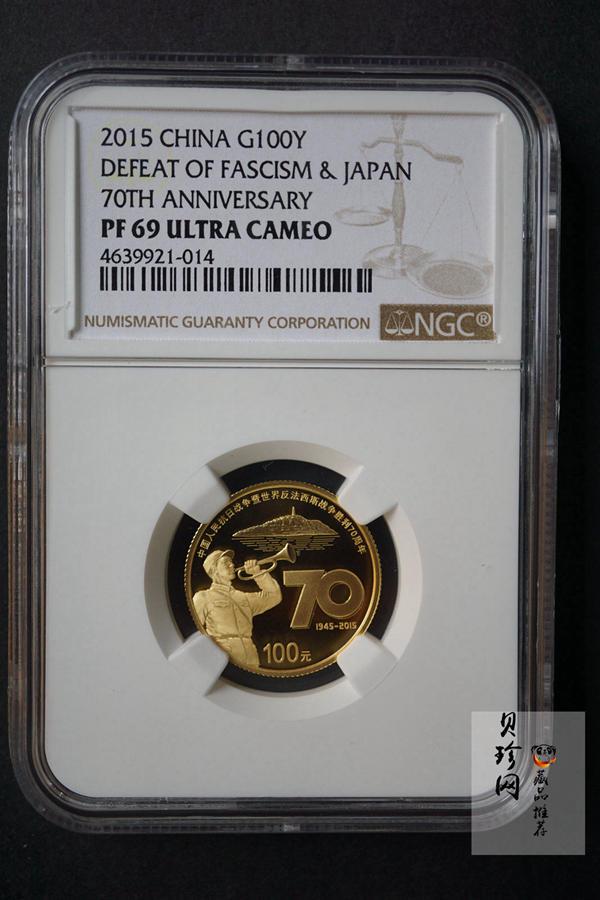 2015 CHINA G100Y
DEFEAT OF FASCISM & JAPAN
70TH ANNIVERSARY
PF 69 ULTRA CAMEO
4639921-014
NUMISMATIC GUARANTY CORPORATION
NGC®
中国人民抗日战争暨世界反法西斯战争胜利70周年
70
1945-2015
100元
贝珍网
藏品推荐